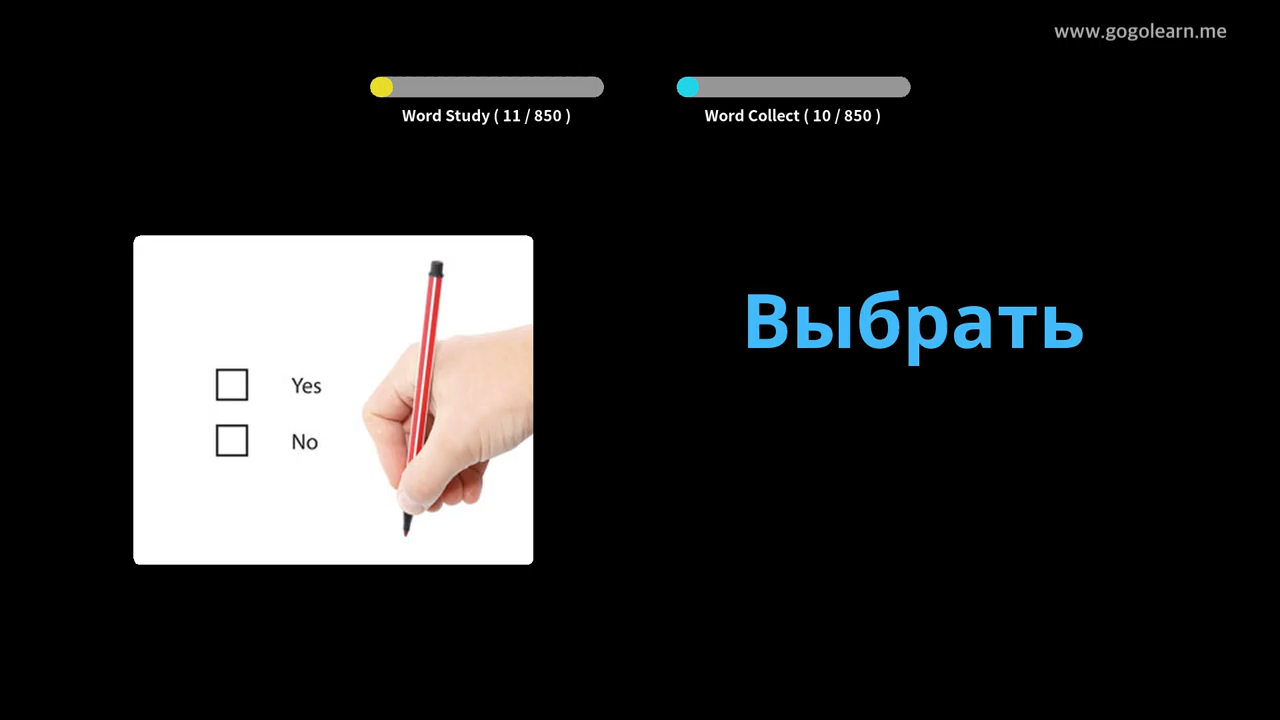 www.gogolearn.me
Word Study ( 11 / 850 )
Word Collect ( 10 / 850 )
Выбрать
Yes
No